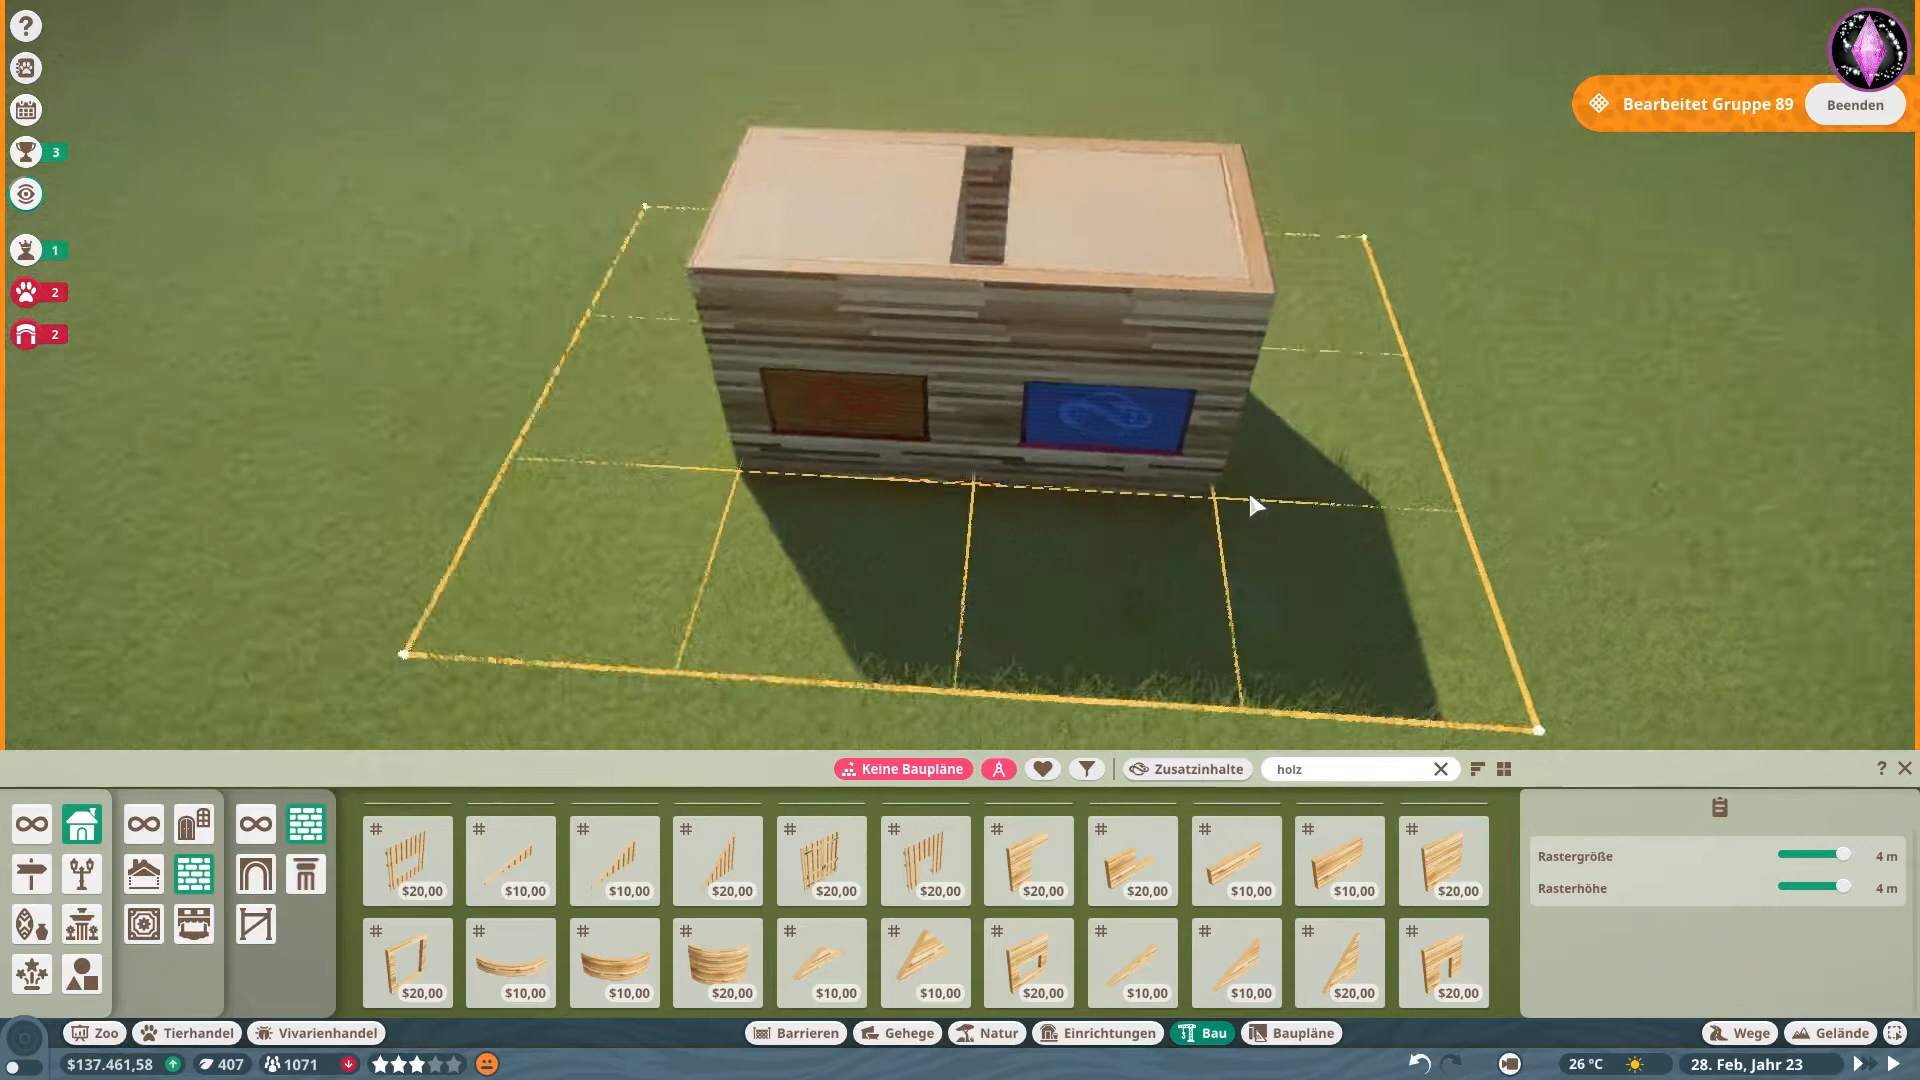 ?
3
1
2
2
Bearbeitet Gruppe 89
Beenden
Keine Baupläne
Zusatzinhalte
holz
?
$20,00 $10,00 $10,00 $20,00 $20,00 $20,00 $20,00 $20,00 $10,00 $10,00 $20,00
$20,00 $10,00 $10,00 $20,00 $10,00 $10,00 $20,00 $10,00 $10,00 $20,00 $20,00
Rastergröße 4 m
Rasterhöhe 4 m
Zoo Tierhandel Vivarienhandel Barrieren Gehege Natur Einrichtungen Bau Baupläne Wege Gelände
$137.461,58 407 1071 26 °C 28. Feb, Jahr 23